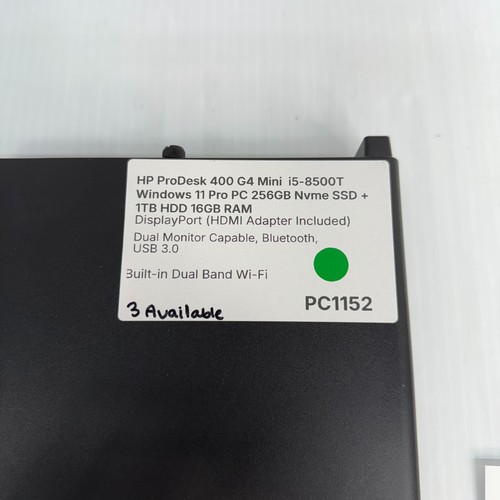 HP ProDesk 400 G4 Mini i5-8500T
Windows 11 Pro PC 256GB Nvme SSD +
1TB HDD 16GB RAM
DisplayPort (HDMI Adapter Included)
Dual Monitor Capable, Bluetooth,
USB 3.0
Built-in Dual Band Wi-Fi
3 Available
PC1152